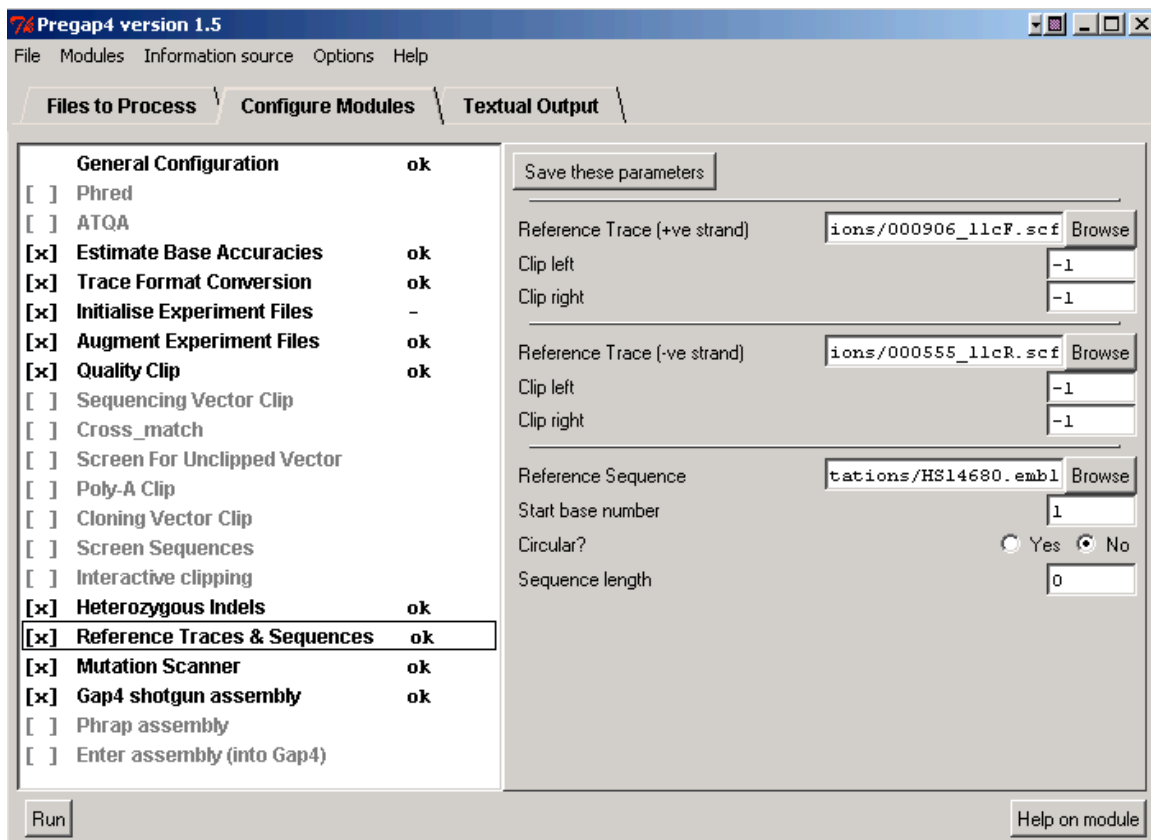 Pregap4 version 1.5
File Modules Information source Options Help
Files to Process Configure Modules Textual Output
General Configuration ok
[ ] Phred
[ ] ATQA
[x] Estimate Base Accuracies ok
[x] Trace Format Conversion ok
[x] Initialise Experiment Files -
[x] Augment Experiment Files ok
[x] Quality Clip ok
[ ] Sequencing Vector Clip
[ ] Cross_match
[ ] Screen For Unclipped Vector
[ ] Poly-A Clip
[ ] Cloning Vector Clip
[ ] Screen Sequences
[ ] Interactive clipping
[x] Heterozygous Indels ok
[x] Reference Traces & Sequences ok
[x] Mutation Scanner ok
[x] Gap4 shotgun assembly ok
[ ] Phrap assembly
[ ] Enter assembly (into Gap4)
Save these parameters
Reference Trace (+ve strand) ions/000906_11cF.scf Browse
Clip left -1
Clip right -1
Reference Trace (-ve strand) ions/000555_11cR.scf Browse
Clip left -1
Clip right -1
Reference Sequence tations/HS14680.embl Browse
Start base number 1
Circular? Yes No
Sequence length 0
Run Help on module